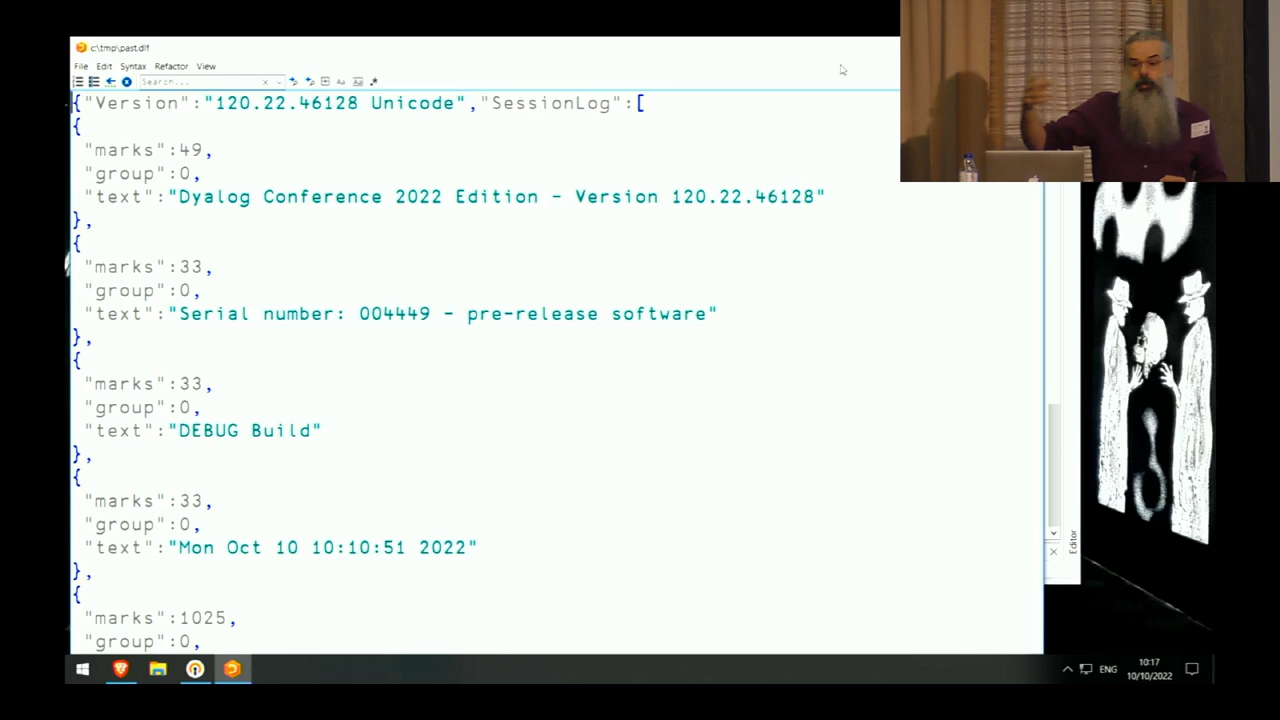 c:\tmp\past.dlf
File Edit Syntax Refactor View
Search...
{"Version":"120.22.46128 Unicode","SessionLog":[
{
"marks":49,
"group":0,
"text":"Dyalog Conference 2022 Edition - Version 120.22.46128"
},
{
"marks":33,
"group":0,
"text":"Serial number: 004449 - pre-release software"
},
{
"marks":33,
"group":0,
"text":"DEBUG Build"
},
{
"marks":33,
"group":0,
"text":"Mon Oct 10 10:10:51 2022"
},
{
"marks":1025,
"group":0,
Editor
ENG
10:17
10/10/2022